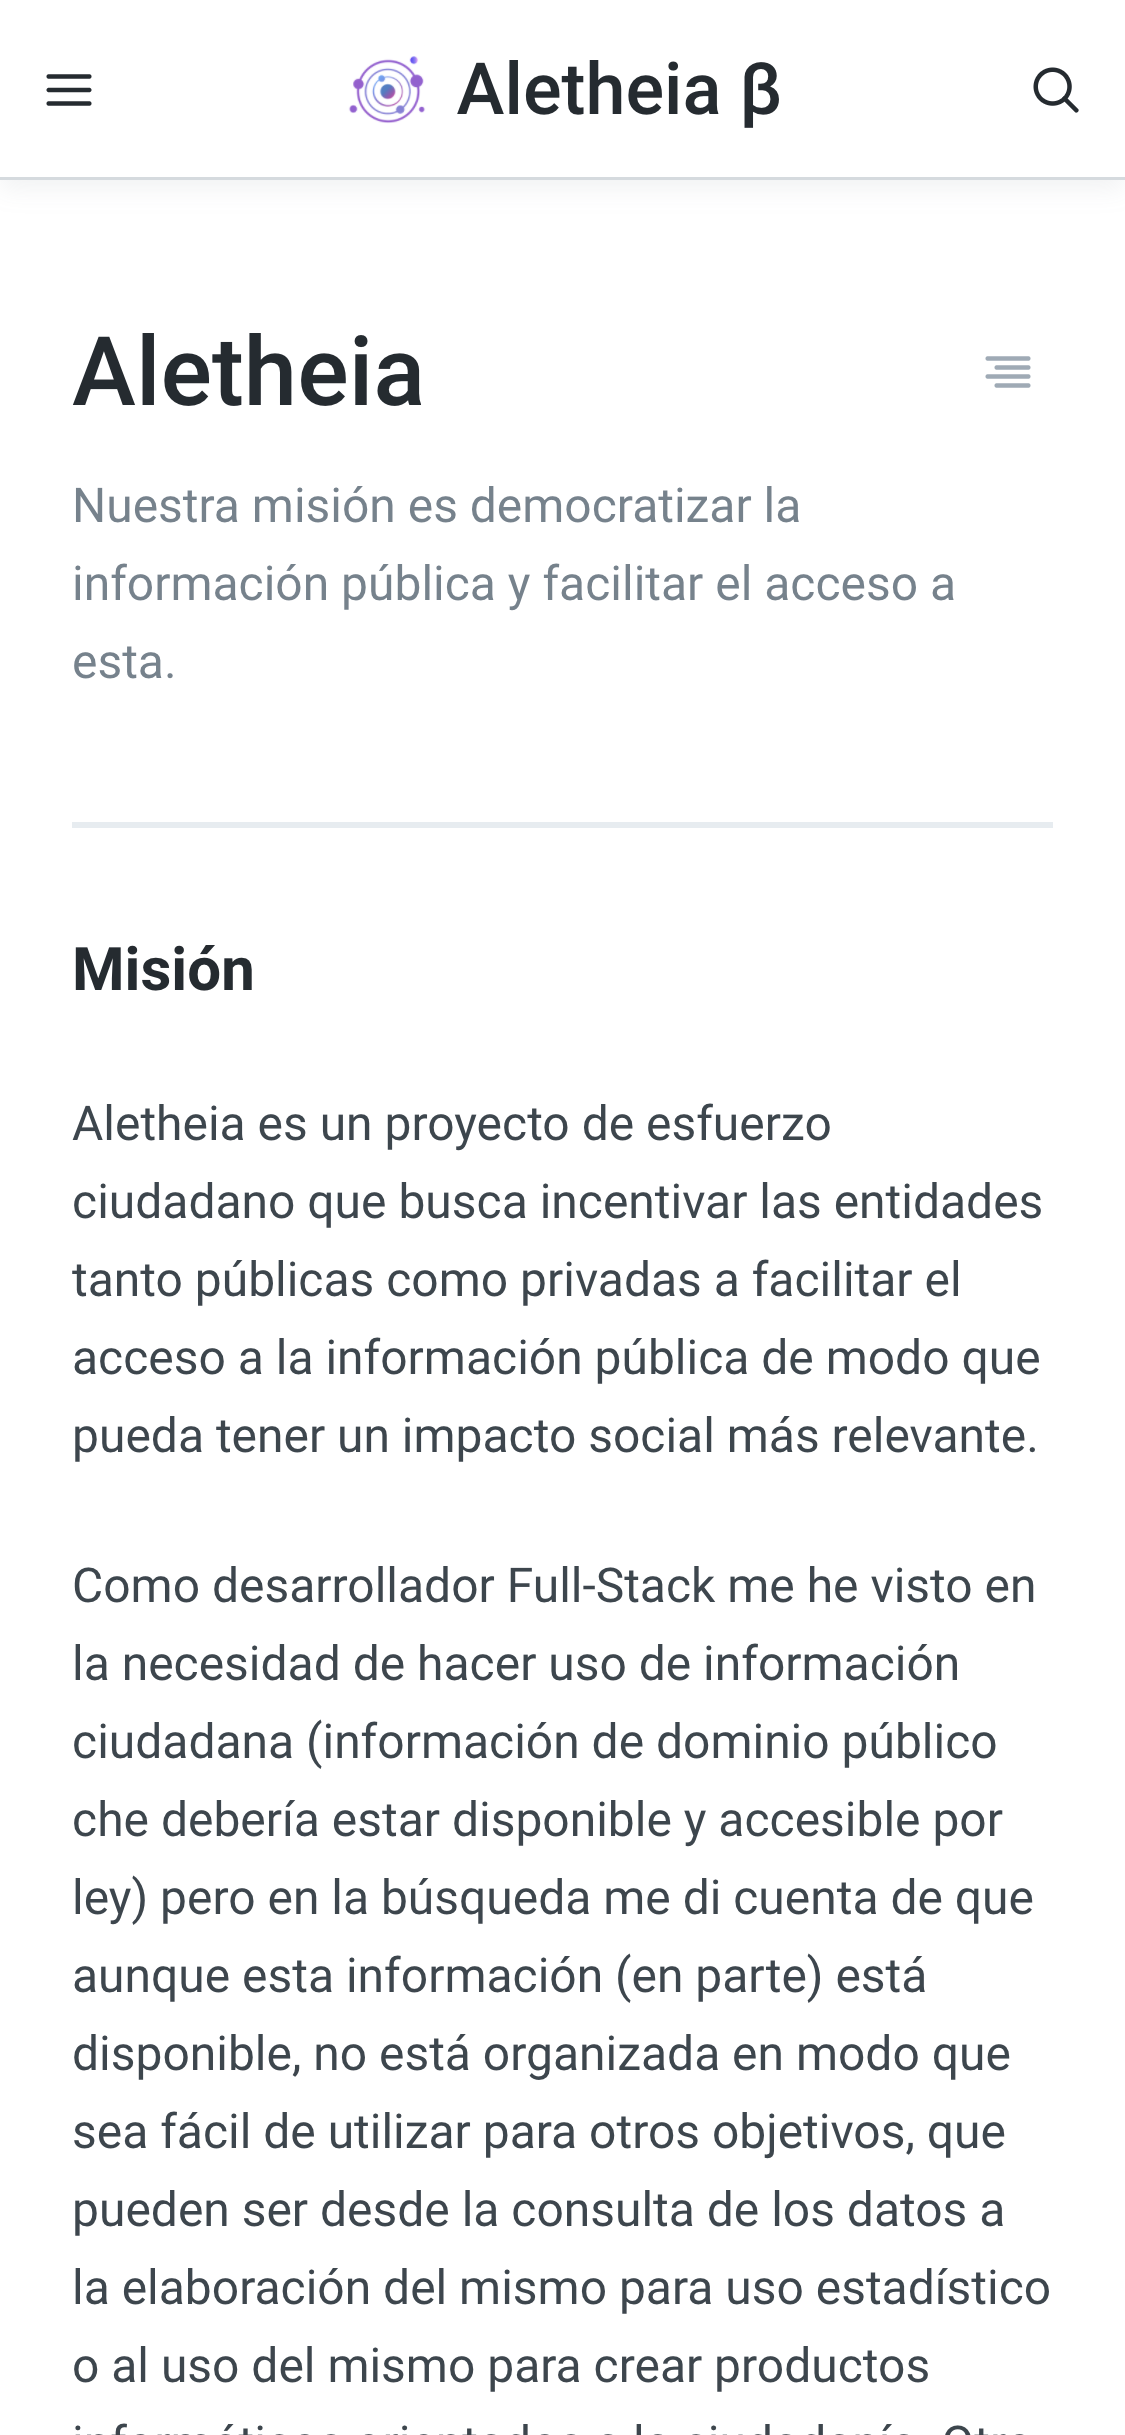 Aletheia β
Aletheia
Nuestra misión es democratizar la
información pública y facilitar el acceso a
esta.
Misión
Aletheia es un proyecto de esfuerzo
ciudadano que busca incentivar las entidades
tanto públicas como privadas a facilitar el
acceso a la información pública de modo que
pueda tener un impacto social más relevante.
Como desarrollador Full-Stack me he visto en
la necesidad de hacer uso de información
ciudadana (información de dominio público
che debería estar disponible y accesible por
ley) pero en la búsqueda me di cuenta de que
aunque esta información (en parte) está
disponible, no está organizada en modo que
sea fácil de utilizar para otros objetivos, que
pueden ser desde la consulta de los datos a
la elaboración del mismo para uso estadístico
o al uso del mismo para crear productos